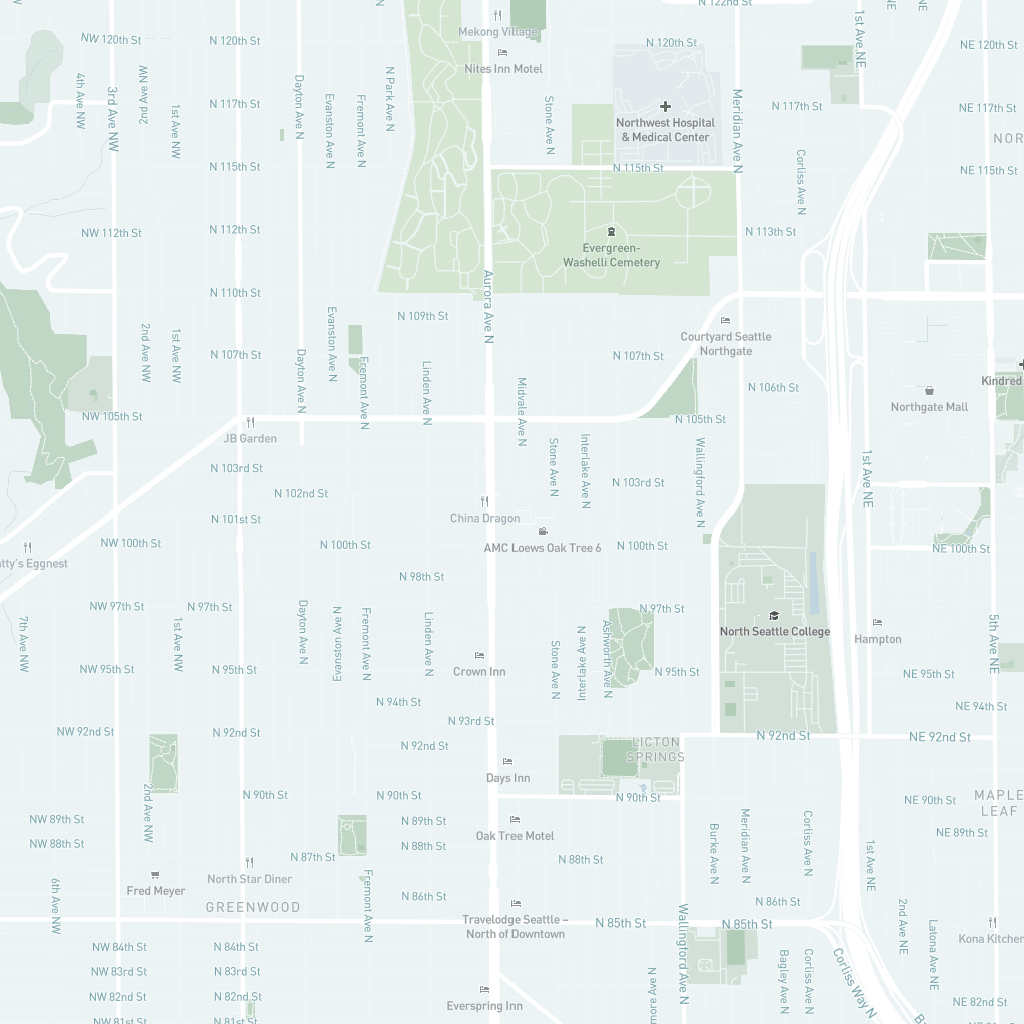 N 122nd St
Mekong Village
NW 120th St
N 120th St
N 120th St
NE 120th St
Nites Inn Motel
4th Ave NW
3rd Ave NW
2nd Ave NW
1st Ave NW
Dayton Ave N
Evanston Ave N
Fremont Ave N
N Park Ave N
Stone Ave N
Meridian Ave N
1st Ave NE
N 117th St
N 117th St
NE 117th St
Northwest Hospital
& Medical Center
NOR
N 115th St
N 115th St
NE 115th St
Corliss Ave N
NW 112th St
N 112th St
N 113th St
Evergreen-
Washelli Cemetery
N 110th St
Aurora Ave N
N 109th St
Courtyard Seattle
Northgate
2nd Ave NW
1st Ave NW
Evanston Ave N
N 107th St
N 107th St
Dayton Ave N
Fremont Ave N
Linden Ave N
Midvale Ave N
N 106th St
Kindred
Northgate Mall
NW 105th St
N 105th St
JB Garden
N 103rd St
N 103rd St
Stone Ave N
Interlake Ave N
Wallingford Ave N
1st Ave NE
N 102nd St
N 101st St
China Dragon
NW 100th St
N 100th St
AMC Loews Oak Tree 6
N 100th St
NE 100th St
atty's Eggnest
N 98th St
NW 97th St
N 97th St
N 97th St
7th Ave NW
1st Ave NW
Dayton Ave N
Evanston Ave N
Fremont Ave N
Linden Ave N
Stone Ave N
Interlake Ave N
Ashworth Ave N
North Seattle College
Hampton
5th Ave NE
NW 95th St
N 95th St
Crown Inn
N 95th St
NE 95th St
N 94th St
NE 94th St
N 93rd St
NW 92nd St
N 92nd St
N 92nd St
N 92nd St
NE 92nd St
LICTON
SPRINGS
Days Inn
2nd Ave NW
N 90th St
N 90th St
N 90th St
NE 90th St
MAPLE
LEAF
NW 89th St
N 89th St
NE 89th St
Oak Tree Motel
NW 88th St
N 88th St
N 88th St
Burke Ave N
Meridian Ave N
Corliss Ave N
1st Ave NE
N 87th St
North Star Diner
Fred Meyer
N 86th St
N 86th St
GREENWOOD
6th Ave NW
Fremont Ave N
Travelodge Seattle –
North of Downtown
N 85th St
N 85th St
Wallingford Ave N
2nd Ave NE
Latona Ave NE
Kona Kitchen
NW 84th St
N 84th St
NW 83rd St
N 83rd St
Bagley Ave N
Corliss Ave N
Corliss Way N
NW 82nd St
N 82nd St
Everspring Inn
more Ave N
NE 82nd St
NW 81st St
N 81st St